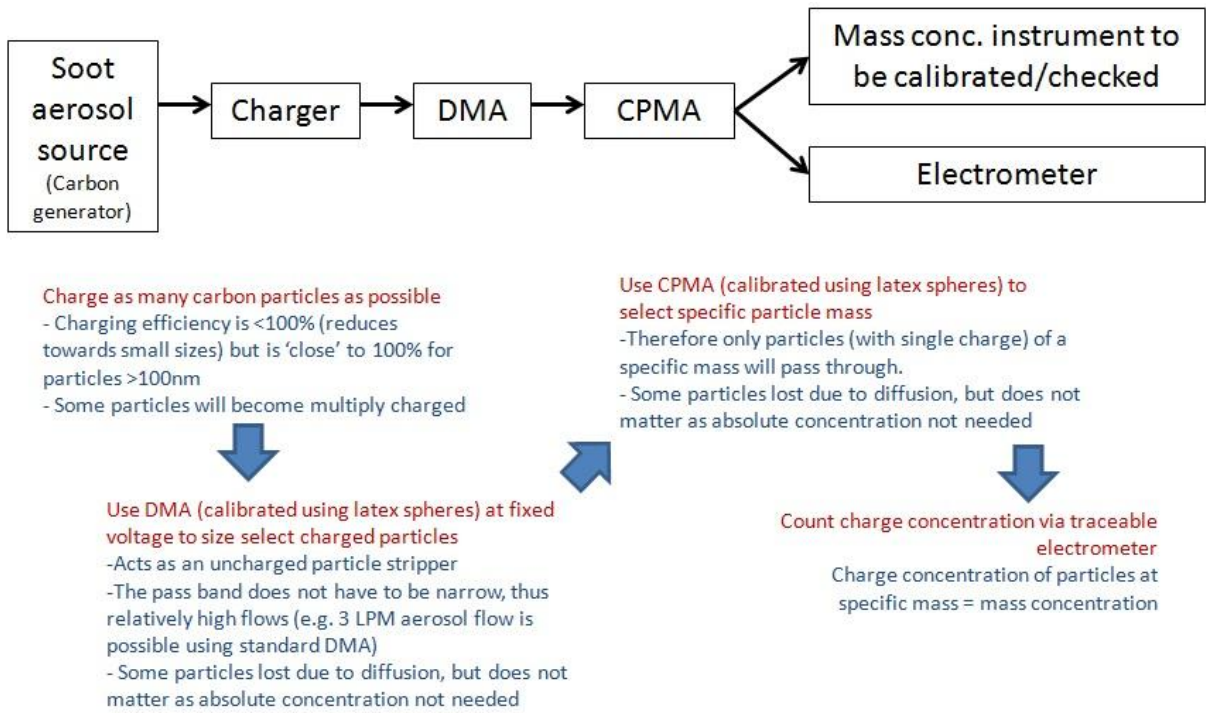 Soot
aerosol
source
(Carbon
generator)
Charger
DMA
CPMA
Mass conc. instrument to
be calibrated/checked
Electrometer
Charge as many carbon particles as possible
- Charging efficiency is <100% (reduces
towards small sizes) but is ‘close’ to 100% for
particles >100nm
- Some particles will become multiply charged
Use DMA (calibrated using latex spheres) at fixed
voltage to size select charged particles
-Acts as an uncharged particle stripper
-The pass band does not have to be narrow, thus
relatively high flows (e.g. 3 LPM aerosol flow is
possible using standard DMA)
- Some particles lost due to diffusion, but does not
matter as absolute concentration not needed
Use CPMA (calibrated using latex spheres) to
select specific particle mass
-Therefore only particles (with single charge) of a
specific mass will pass through.
- Some particles lost due to diffusion, but does not
matter as absolute concentration not needed
Count charge concentration via traceable
electrometer
Charge concentration of particles at
specific mass = mass concentration